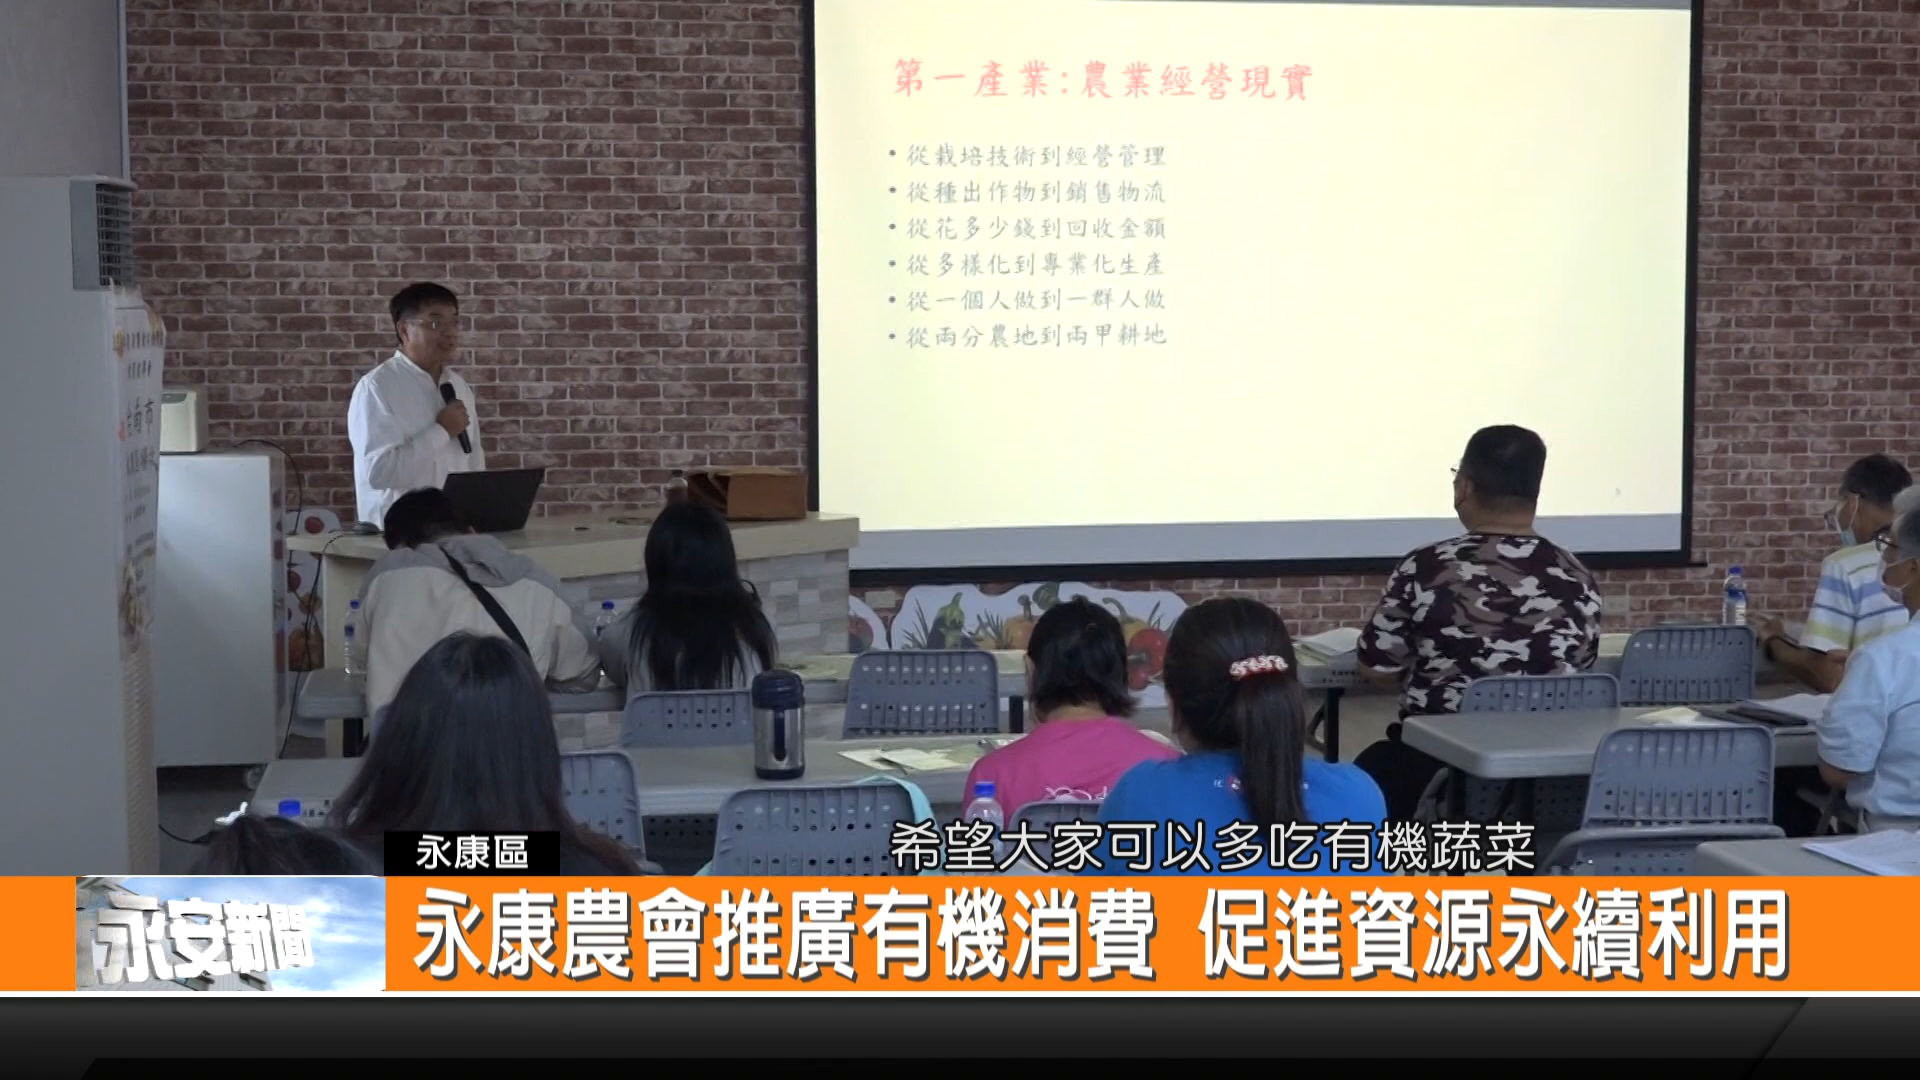 第一產業:農業經營現實
• 從栽培技術到經營管理
• 從種出作物到銷售物流
• 從花多少錢到回收金額
• 從多樣化到專業化生產
• 從一個人做到一群人做
• 從兩分農地到兩甲耕地
希望大家可以多吃有機蔬菜
永康區
永安新聞
永康農會推廣有機消費 促進資源永續利用